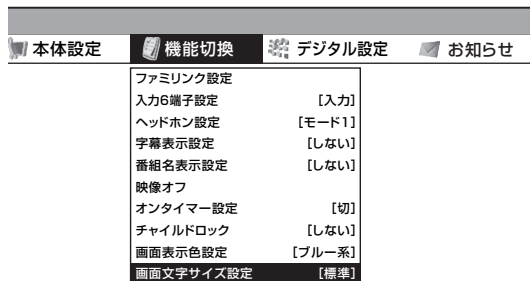 本体設定 機能切換 デジタル設定 お知らせ
ファミリンク設定
入力6端子設定 [入力]
ヘッドホン設定 [モード1]
字幕表示設定 [しない]
番組名表示設定 [しない]
映像オフ
オンタイマー設定 [切]
チャイルドロック [しない]
画面表示色設定 [ブルー系]
画面文字サイズ設定 [標準]